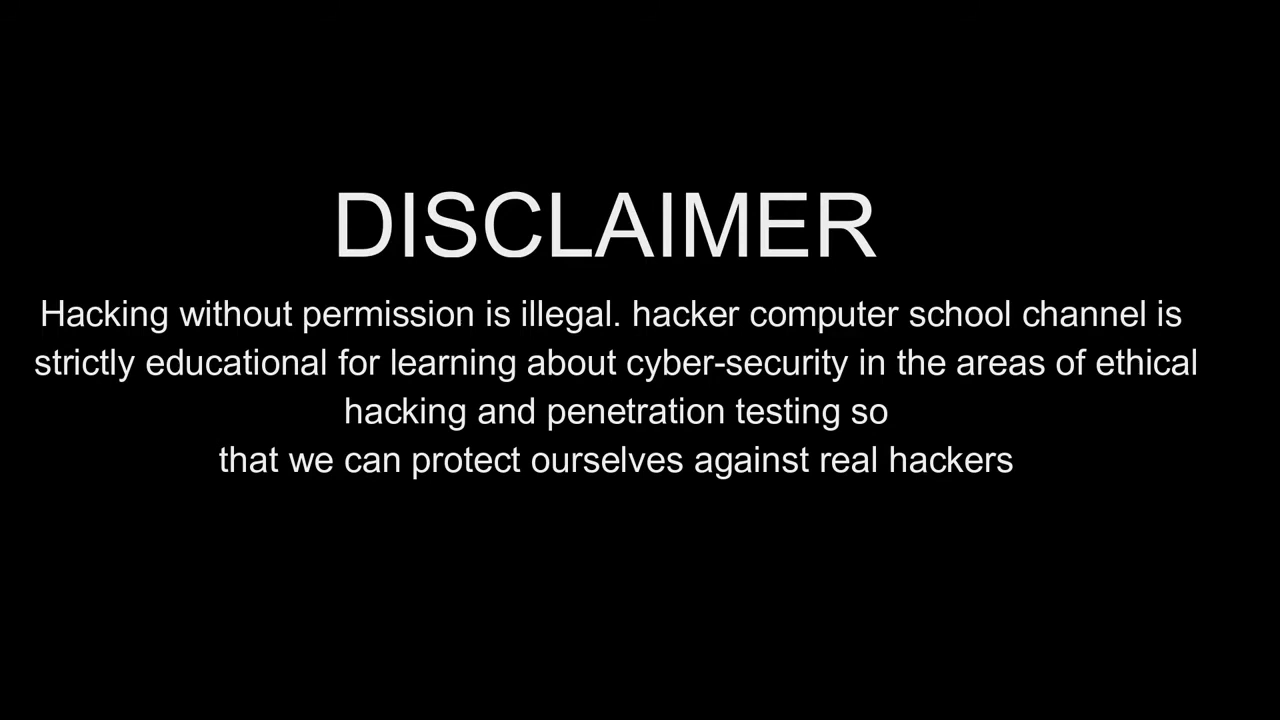 DISCLAIMER
Hacking without permission is illegal. hacker computer school channel is
strictly educational for learning about cyber-security in the areas of ethical
hacking and penetration testing so
that we can protect ourselves against real hackers